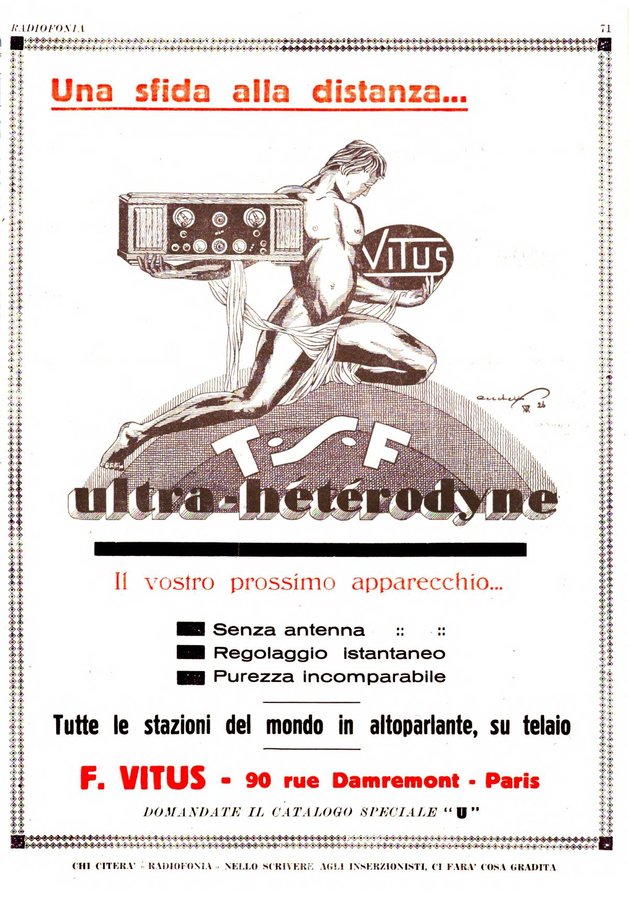 RADIOFONIA 71
Una sfida alla distanza...
VITUS
26
T.S.F
ultra-hétérodyne
Il vostro prossimo apparecchio...
Senza antenna :: ::
Regolaggio istantaneo
Purezza incomparabile
Tutte le stazioni del mondo in altoparlante, su telaio
F. VITUS - 90 rue Damremont - Paris
DOMANDATE IL CATALOGO SPECIALE "U"
CHI CITERA' - RADIOFONIA - NELLO SCRIVERE AGLI INSERZIONISTI, CI FARA' COSA GRADITA